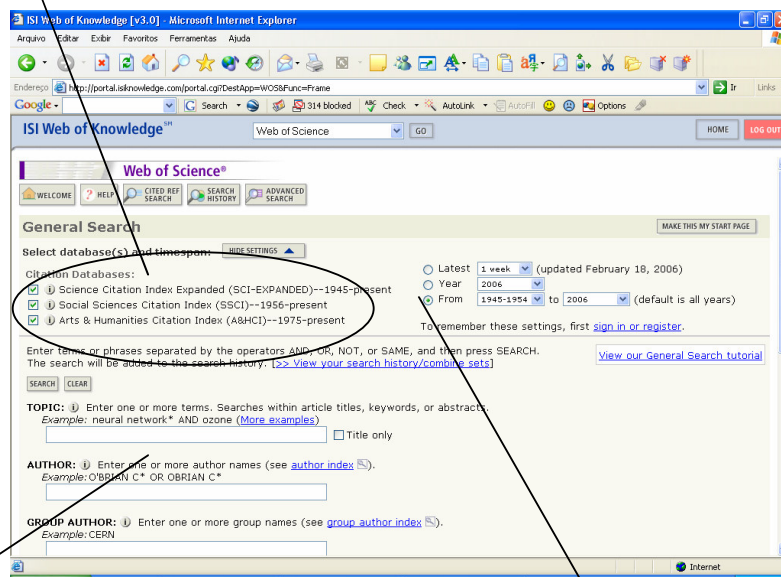 ISI Web of Knowledge [v3.0] - Microsoft Internet Explorer
Arquivo Editar Exibir Favoritos Ferramentas Ajuda
Endereço http://portal.isiknowledge.com/portal.cgi?DestApp=WOS&Func=Frame Ir Links
Google Search 314 blocked ABC Check AutoLink AutoFill Options
ISI Web of Knowledge℠ Web of Science GO HOME LOG OUT
Web of Science®
WELCOME ? HELP CITED REF SEARCH SEARCH HISTORY ADVANCED SEARCH
General Search MAKE THIS MY START PAGE
Select database(s) and timespan: HIDE SETTINGS
Citation Databases:
Science Citation Index Expanded (SCI-EXPANDED)--1945-present
Social Sciences Citation Index (SSCI)--1956-present
Arts & Humanities Citation Index (A&HCI)--1975-present
Latest 1 week (updated February 18, 2006)
Year 2006
From 1945-1954 to 2006 (default is all years)
To remember these settings, first sign in or register.
Enter terms or phrases separated by the operators AND, OR, NOT, or SAME, and then press SEARCH.
The search will be added to the search history. [>> View your search history/combine sets]
View our General Search tutorial
SEARCH CLEAR
TOPIC: Enter one or more terms. Searches within article titles, keywords, or abstracts.
Example: neural network* AND ozone (More examples)
Title only
AUTHOR: Enter one or more author names (see author index).
Example: O'BRIAN C* OR OBRIAN C*
GROUP AUTHOR: Enter one or more group names (see group author index).
Example: CERN
Internet